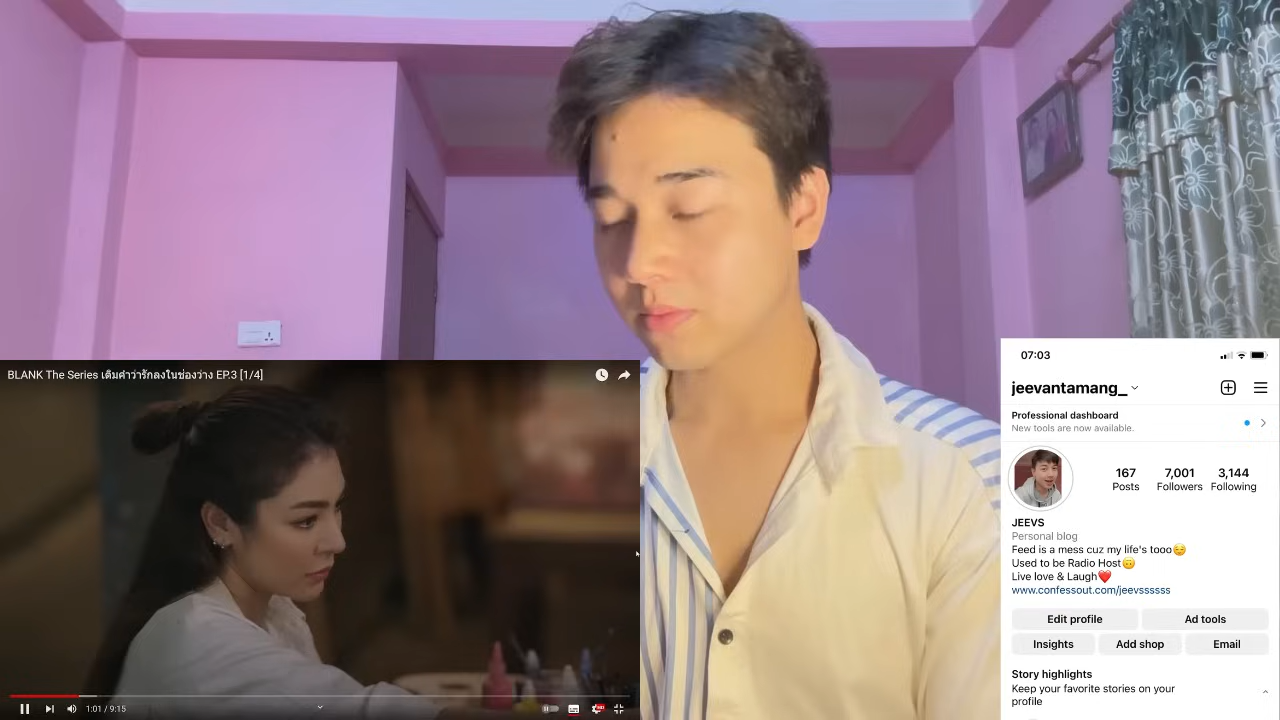 BLANK The Series เติมคำว่ารักลงในช่องว่าง EP.3 [1/4]
1:01 / 9:15
07:03
jeevantamang_
Professional dashboard
New tools are now available.
167 7,001 3,144
Posts Followers Following
JEEVS
Personal blog
Feed is a mess cuz my life's tooo😔
Used to be Radio Host🙃
Live love & Laugh❤️
www.confessout.com/jeevssssss
Edit profile Ad tools
Insights Add shop Email
Story highlights
Keep your favorite stories on your
profile